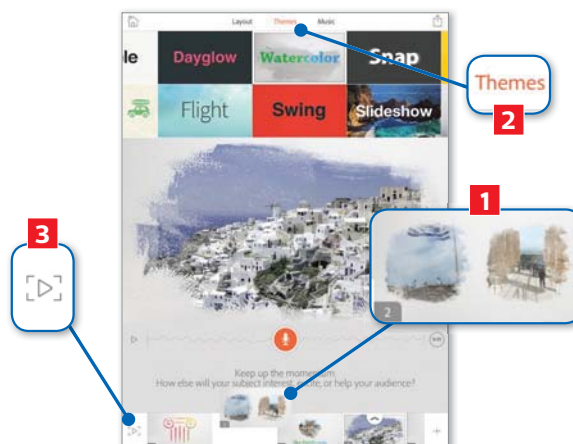 Layout Themes Music
le Dayglow Watercolor Snap
Flight Swing Slideshow
Themes
2
1
3
2
Keep up the momentum.
How else will your subject interest, excite, or help your audience?